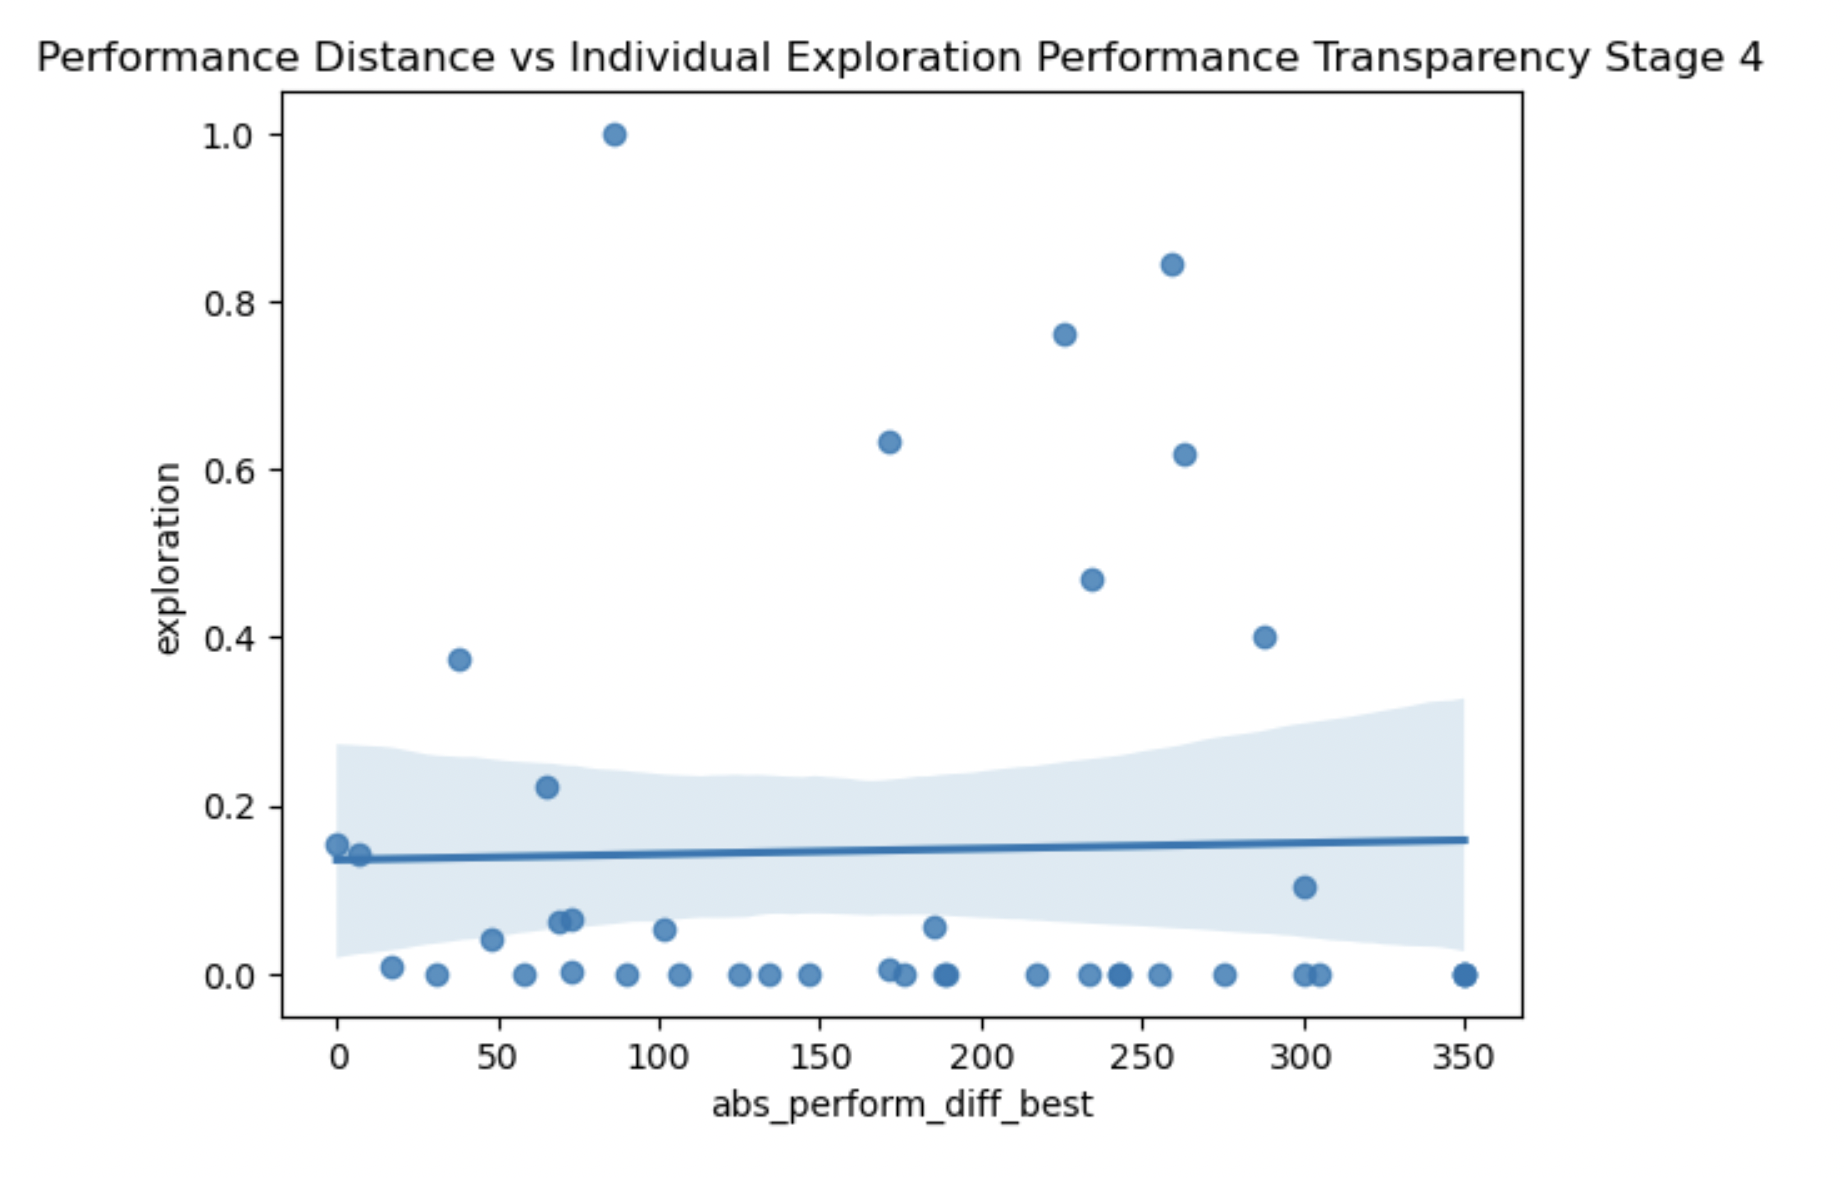 Performance Distance vs Individual Exploration Performance Transparency Stage 4
1.0
0.8
0.6
0.4
0.2
0.0
exploration
0 50 100 150 200 250 300 350
abs_perform_diff_best